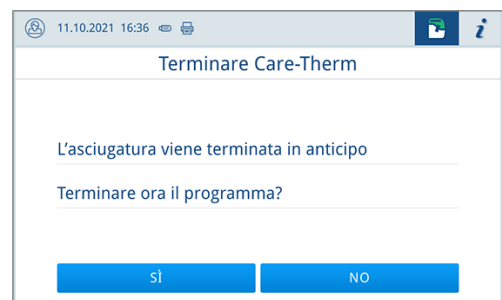 11.10.2021 16:36
Terminare Care-Therm
L'asciugatura viene terminata in anticipo
Terminare ora il programma?
SÌ NO